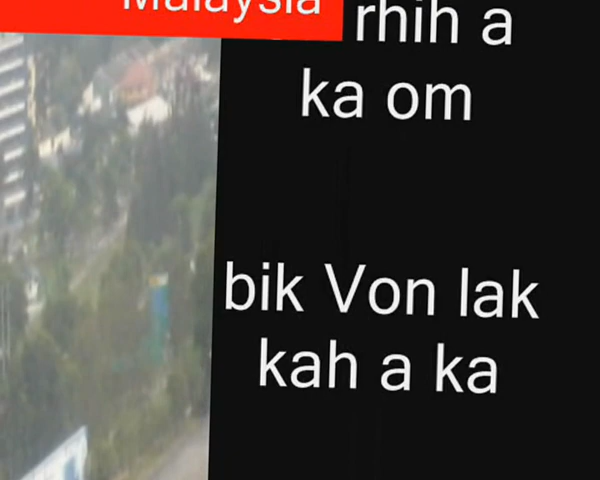 Malaysia
rhih a
ka om
bik Von lak
kah a ka